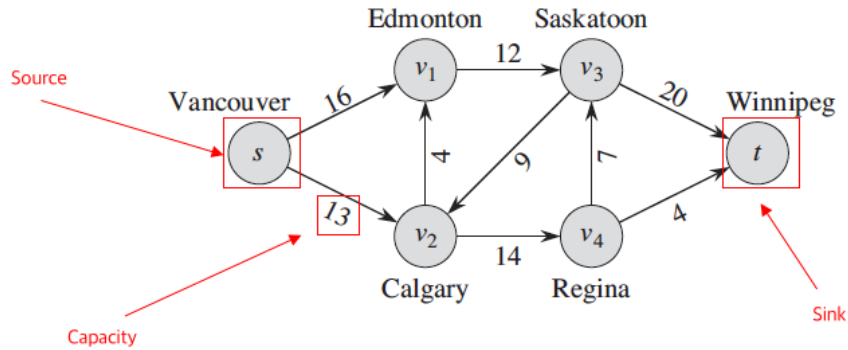 Edmonton
Saskatoon
Source
v1
12
v3
Vancouver
16
20
Winnipeg
s
4
9
7
t
13
4
v2
14
v4
Calgary
Regina
Capacity
Sink